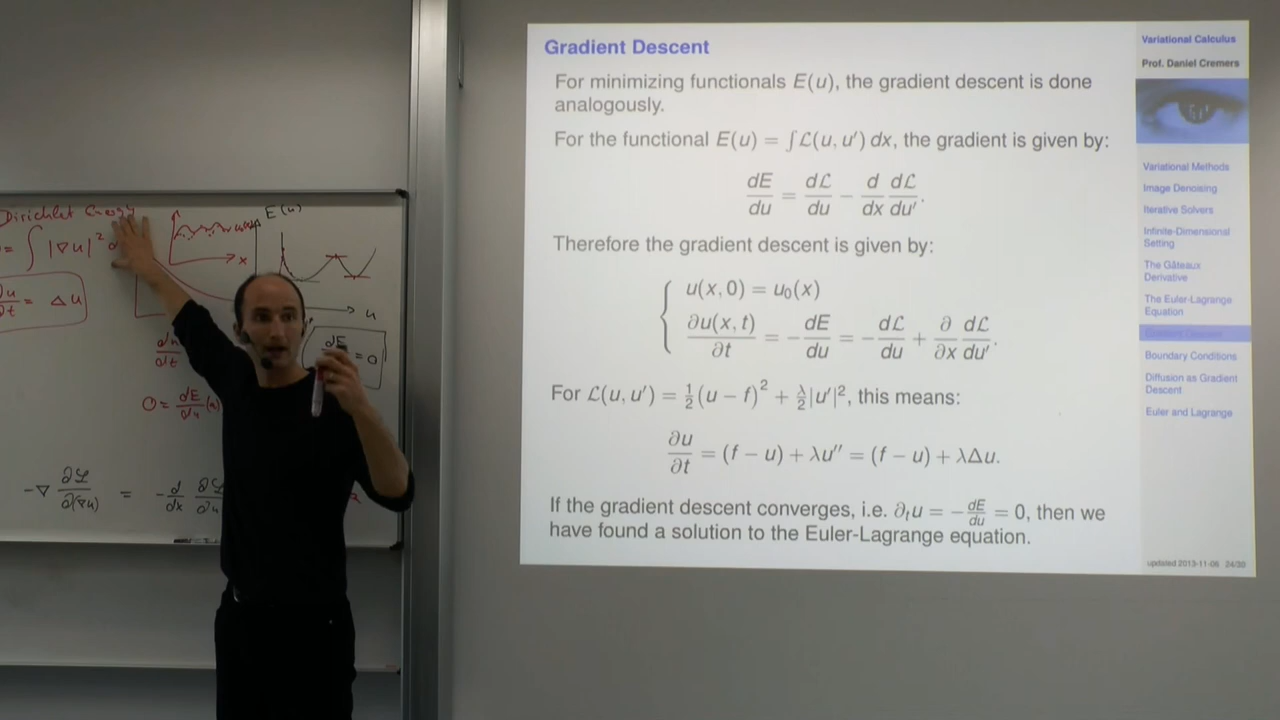 Dirichlet Energy
= ∫ |∇u|² d
∂u/∂t = Δu
x
E(u)
u
dE = 0
0 = dE/du (u)
-∇ ∂ℒ/∂(∇u) = -d/dx ∂ℒ
Gradient Descent
For minimizing functionals E(u), the gradient descent is done
analogously.
For the functional E(u) = ∫ ℒ(u, u′) dx, the gradient is given by:
dE/du = dℒ/du − d/dx dℒ/du′.
Therefore the gradient descent is given by:
{ u(x, 0) = u₀(x)
∂u(x, t)/∂t = −dE/du = −dℒ/du + ∂/∂x dℒ/du′.
For ℒ(u, u′) = ½(u − f)² + λ/2|u′|², this means:
∂u/∂t = (f − u) + λu″ = (f − u) + λΔu.
If the gradient descent converges, i.e. ∂ₜu = −dE/du = 0, then we
have found a solution to the Euler-Lagrange equation.
Variational Calculus
Prof. Daniel Cremers
Variational Methods
Image Denoising
Iterative Solvers
Infinite-Dimensional
Setting
The Gâteaux
Derivative
The Euler-Lagrange
Equation
Gradient Descent
Boundary Conditions
Diffusion as Gradient
Descent
Euler and Lagrange
updated 2013-11-06 24/30